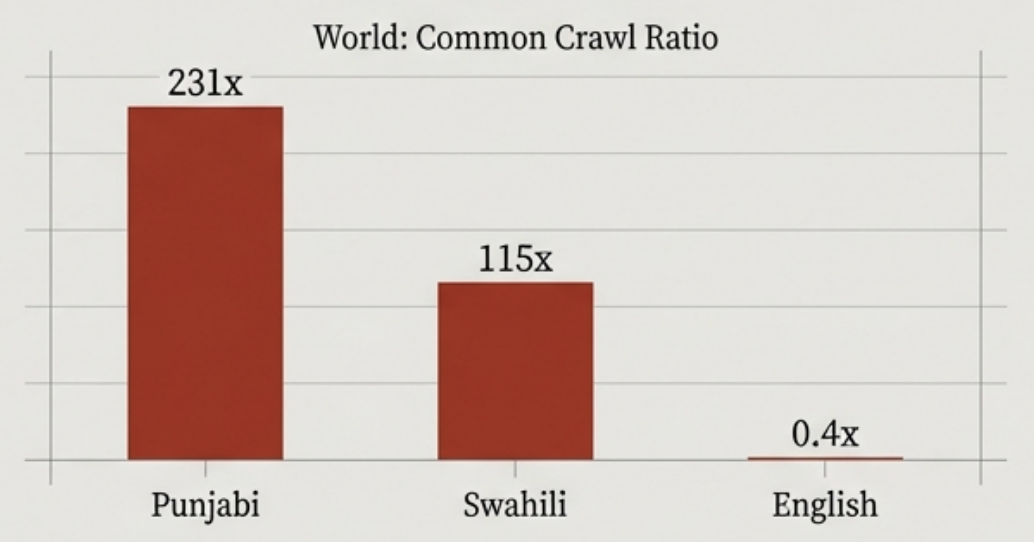 World: Common Crawl Ratio
231x
115x
0.4x
Punjabi
Swahili
English